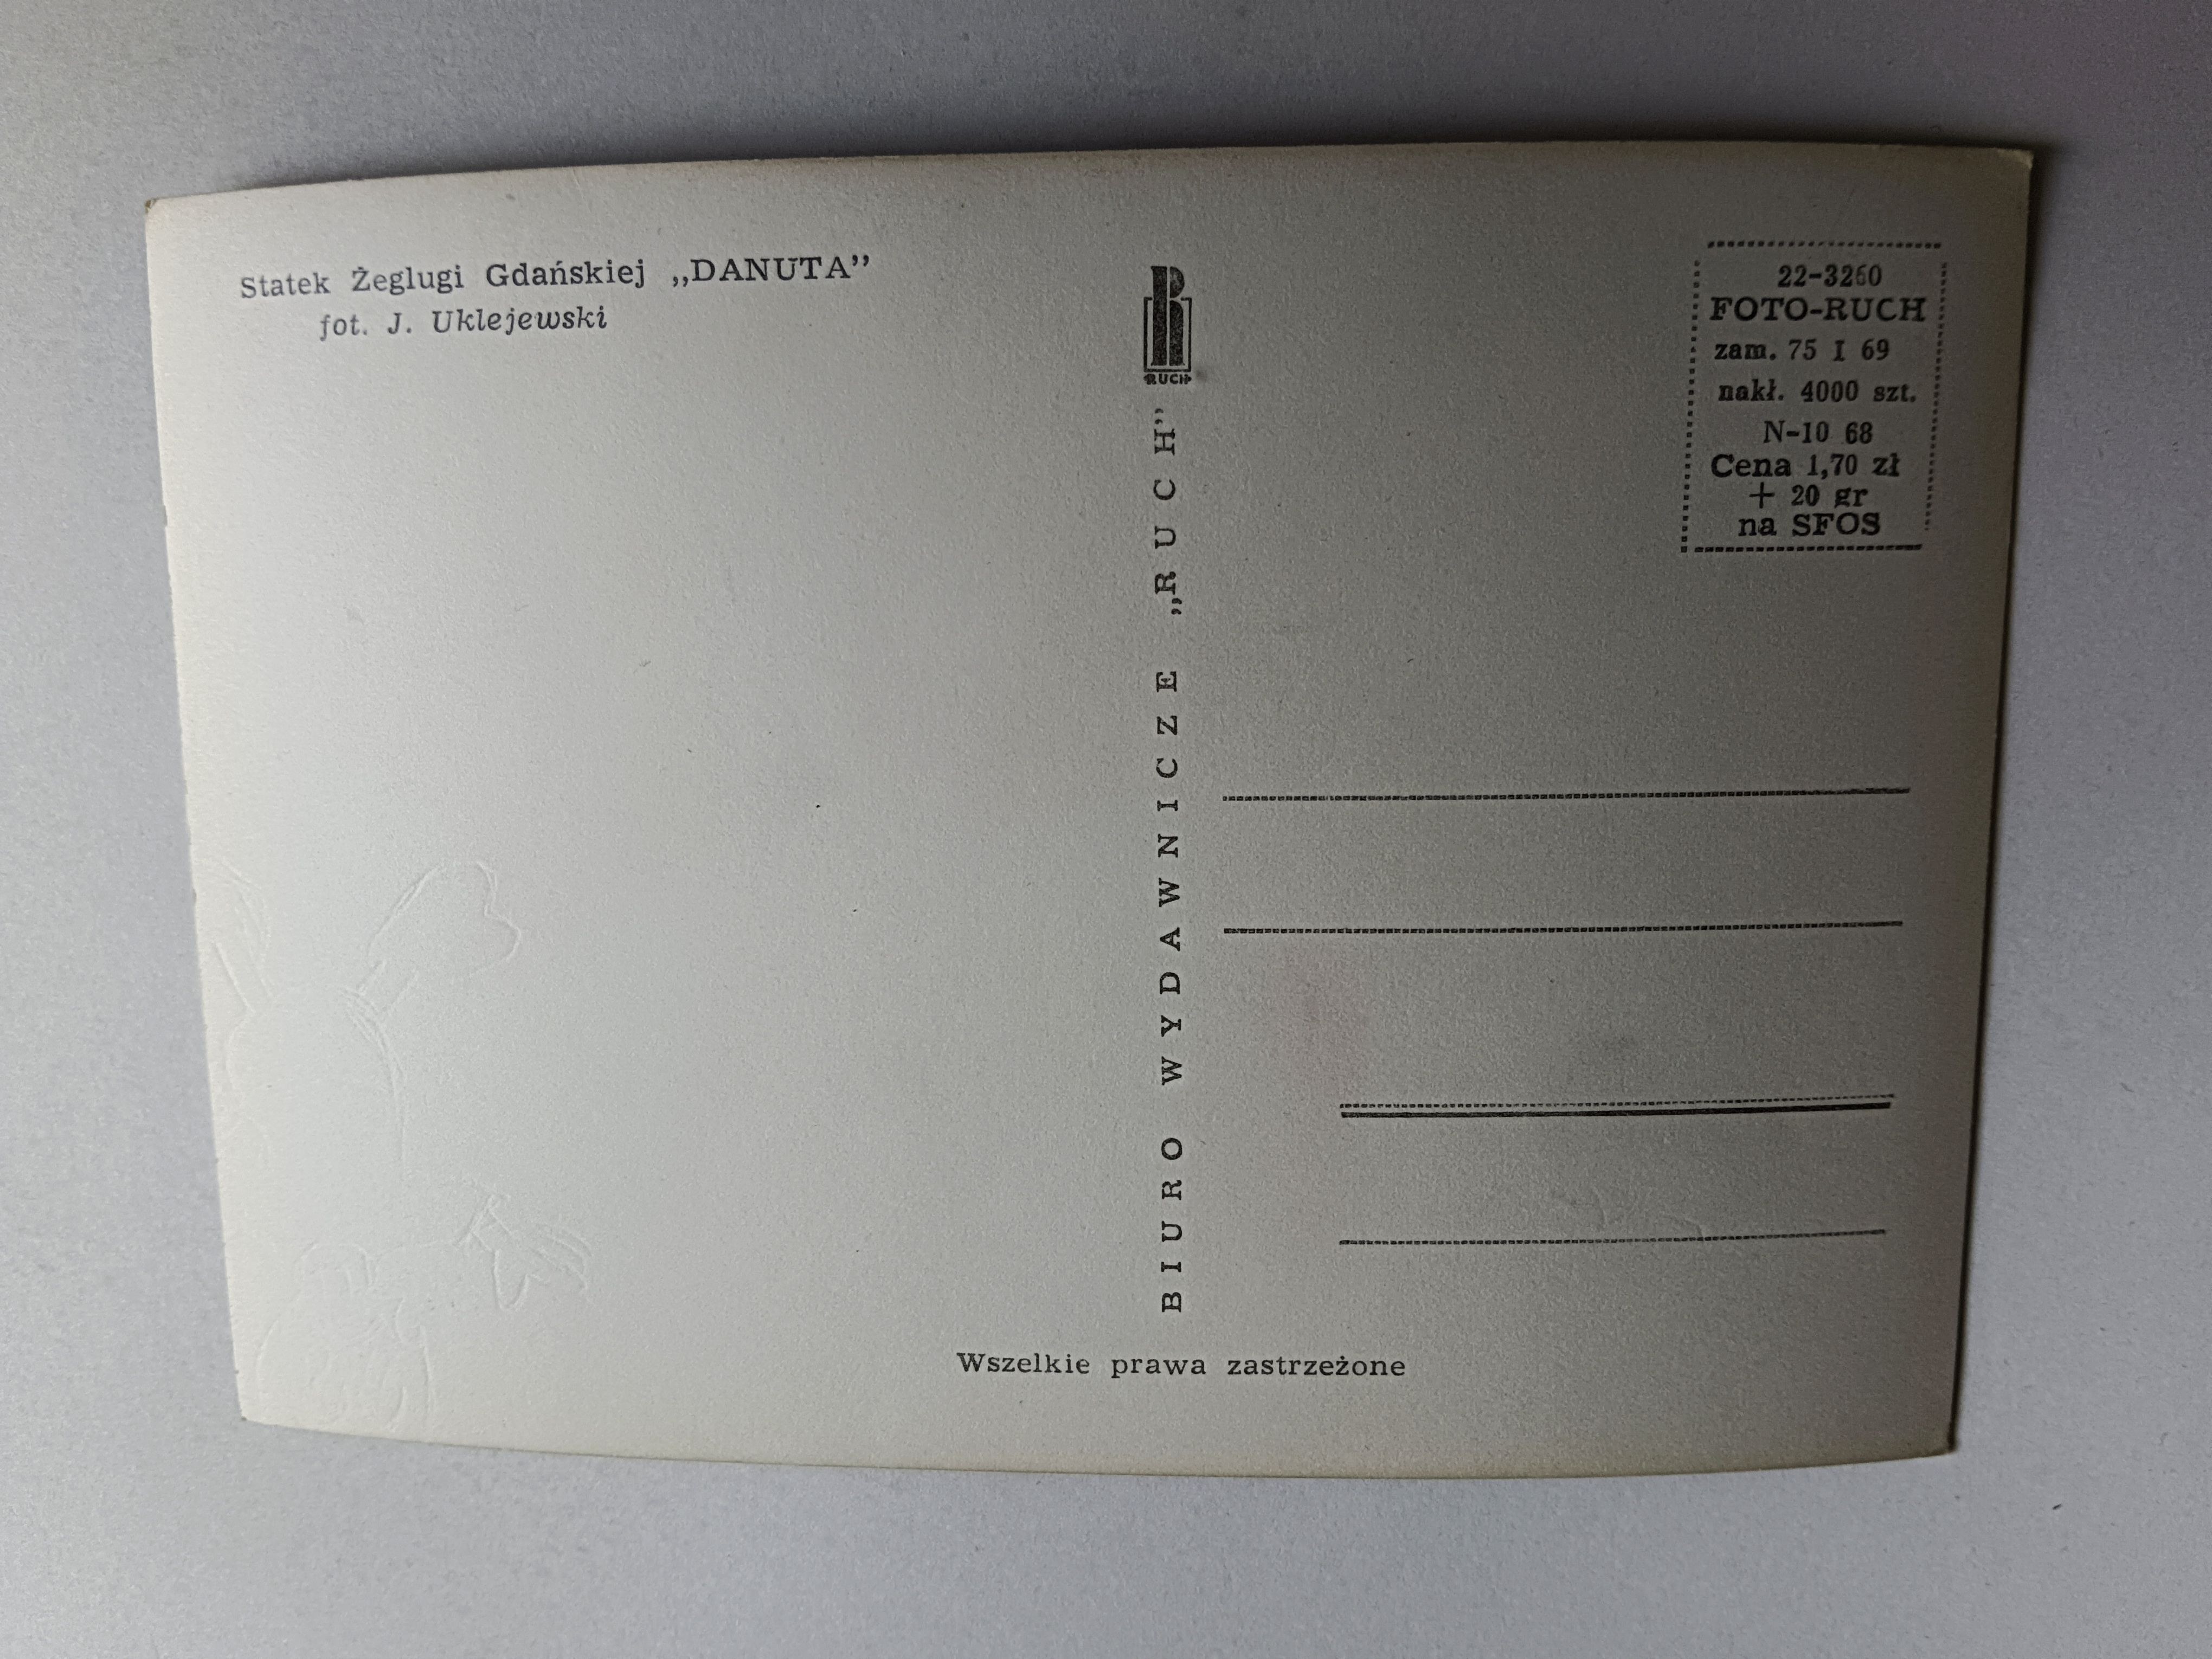 Statek Żeglugi Gdańskiej „DANUTA”
fot. J. Uklejewski
RUCH
BIURO WYDAWNICZE „RUCH”
22-3260
FOTO-RUCH
zam. 75 I 69
nakł. 4000 szt.
N-10 68
Cena 1,70 zł
+ 20 gr
na SFOS
Wszelkie prawa zastrzeżone